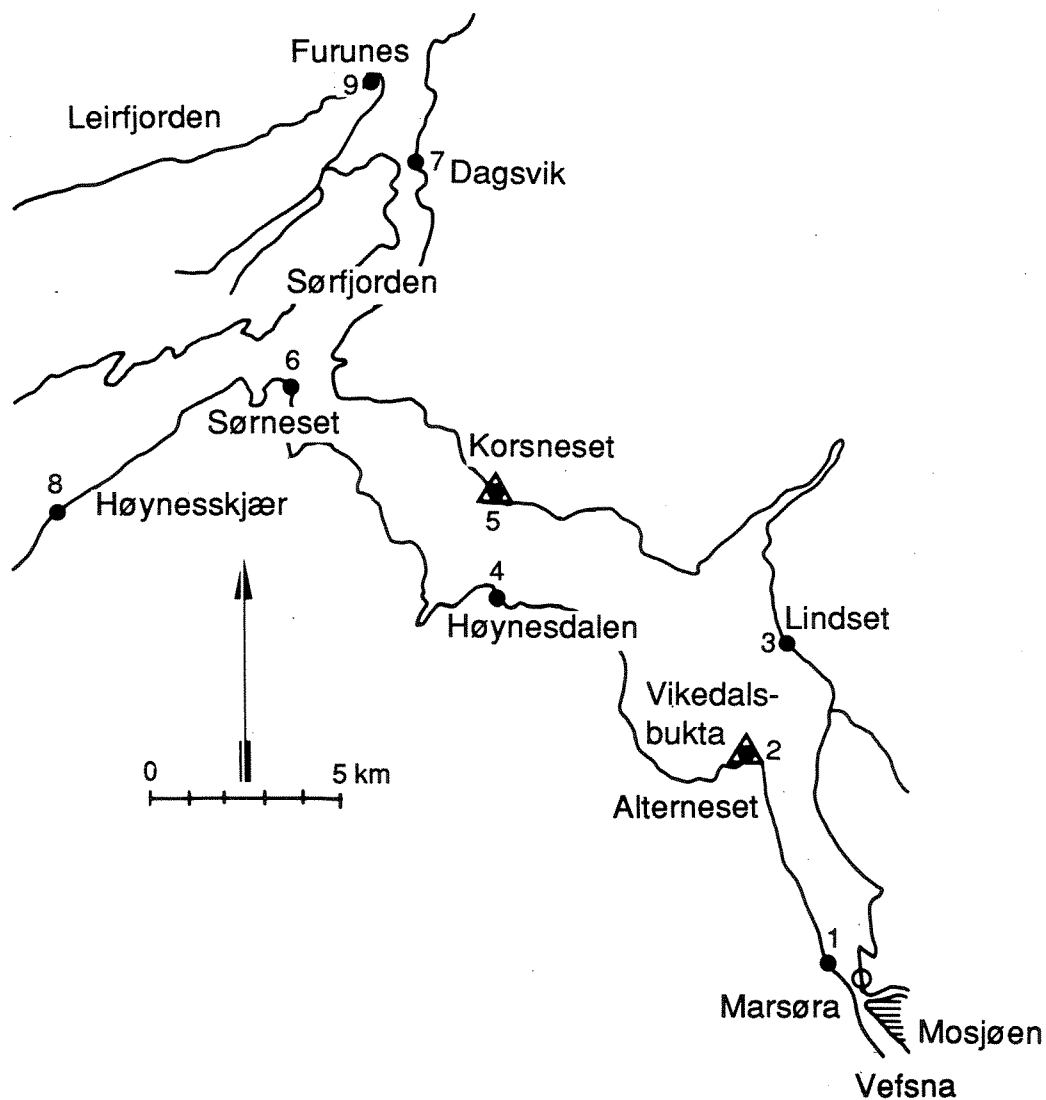 Furunes
9
Leirfjorden
7 Dagsvik
Sørfjorden
6
Sørneset
Korsneset
8
Høynesskjær
5
4
Høynesdalen
Lindset
3
Vikedals-
bukta
2
Alterneset
0 5 km
1
Marsøra
Mosjøen
Vefsna